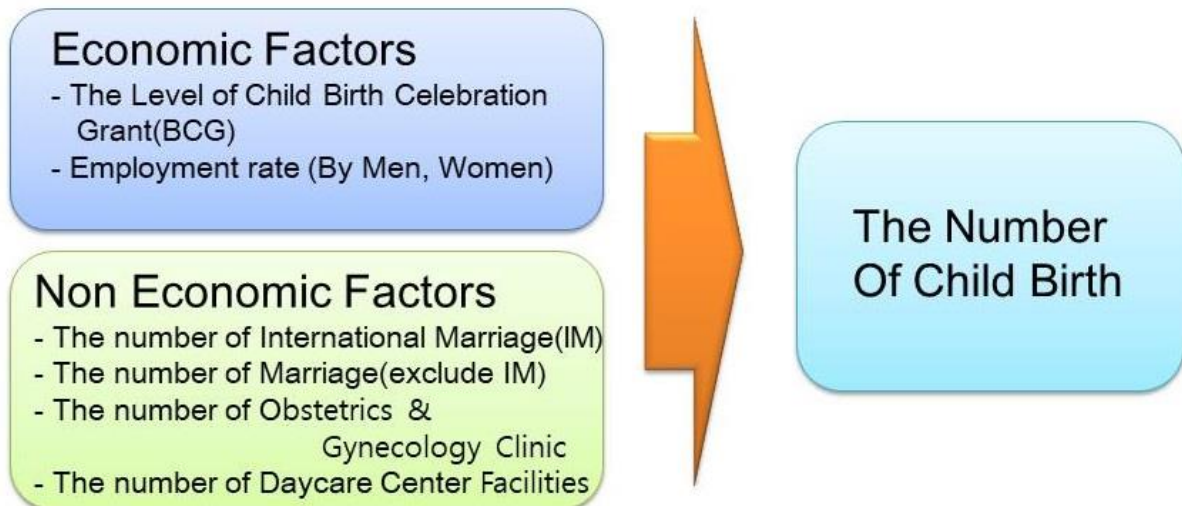 Economic Factors
- The Level of Child Birth Celebration
Grant(BCG)
- Employment rate (By Men, Women)
Non Economic Factors
- The number of International Marriage(IM)
- The number of Marriage(exclude IM)
- The number of Obstetrics &
Gynecology Clinic
- The number of Daycare Center Facilities
The Number
Of Child Birth